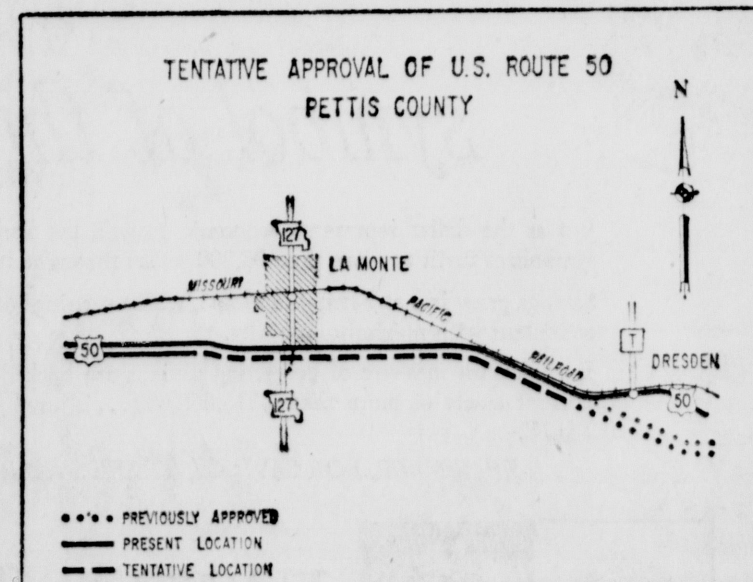 TENTATIVE APPROVAL OF U.S. ROUTE 50
PETTIS COUNTY
N
127
LA MONTE
MISSOURI
PACIFIC
RAILROAD
50
T
DRESDEN
50
127
PREVIOUSLY APPROVED
PRESENT LOCATION
TENTATIVE LOCATION